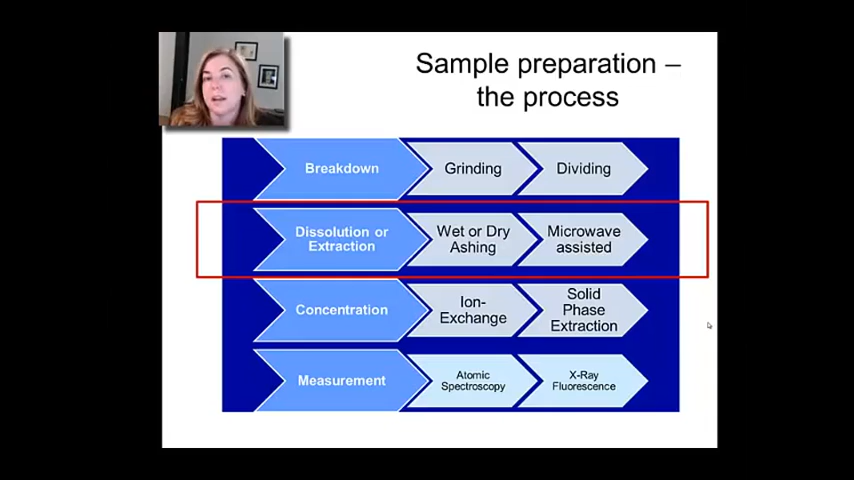 Sample preparation –
the process
Breakdown
Grinding
Dividing
Dissolution or
Extraction
Wet or Dry
Ashing
Microwave
assisted
Concentration
Ion-
Exchange
Solid
Phase
Extraction
Measurement
Atomic
Spectroscopy
X-Ray
Fluorescence